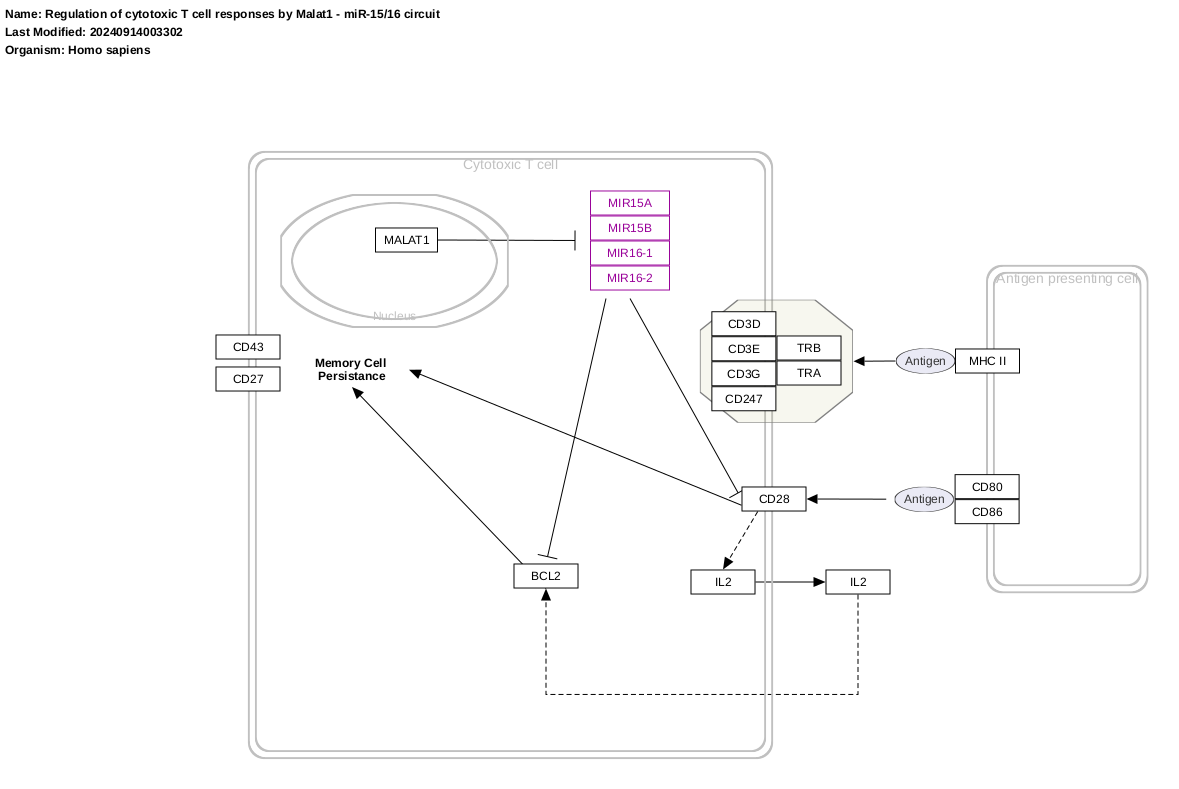 Name: Regulation of cytotoxic T cell responses by Malat1 - miR-15/16 circuit
Last Modified: 20240914003302
Organism: Homo sapiens
Cytotoxic T cell
MIR15A
MIR15B
MIR16-1
MIR16-2
MALAT1
Nucleus
Antigen presenting cell
CD43
CD27
Memory Cell
Persistance
CD3D
CD3E
CD3G
CD247
TRB
TRA
Antigen
MHC II
CD28
Antigen
CD80
CD86
BCL2
IL2
IL2